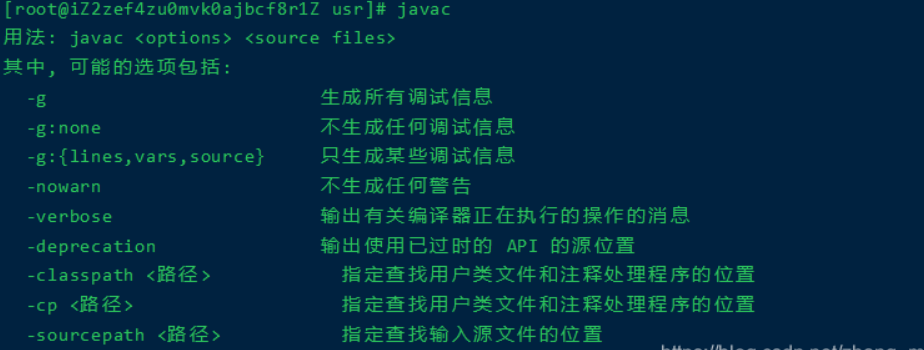 [root@iZ2zef4zu0mvk0ajbcf8r1Z usr]# javac
用法: javac <options> <source files>
其中, 可能的选项包括:
-g 生成所有调试信息
-g:none 不生成任何调试信息
-g:{lines,vars,source} 只生成某些调试信息
-nowarn 不生成任何警告
-verbose 输出有关编译器正在执行的操作的消息
-deprecation 输出使用已过时的 API 的源位置
-classpath <路径> 指定查找用户类文件和注释处理程序的位置
-cp <路径> 指定查找用户类文件和注释处理程序的位置
-sourcepath <路径> 指定查找输入源文件的位置